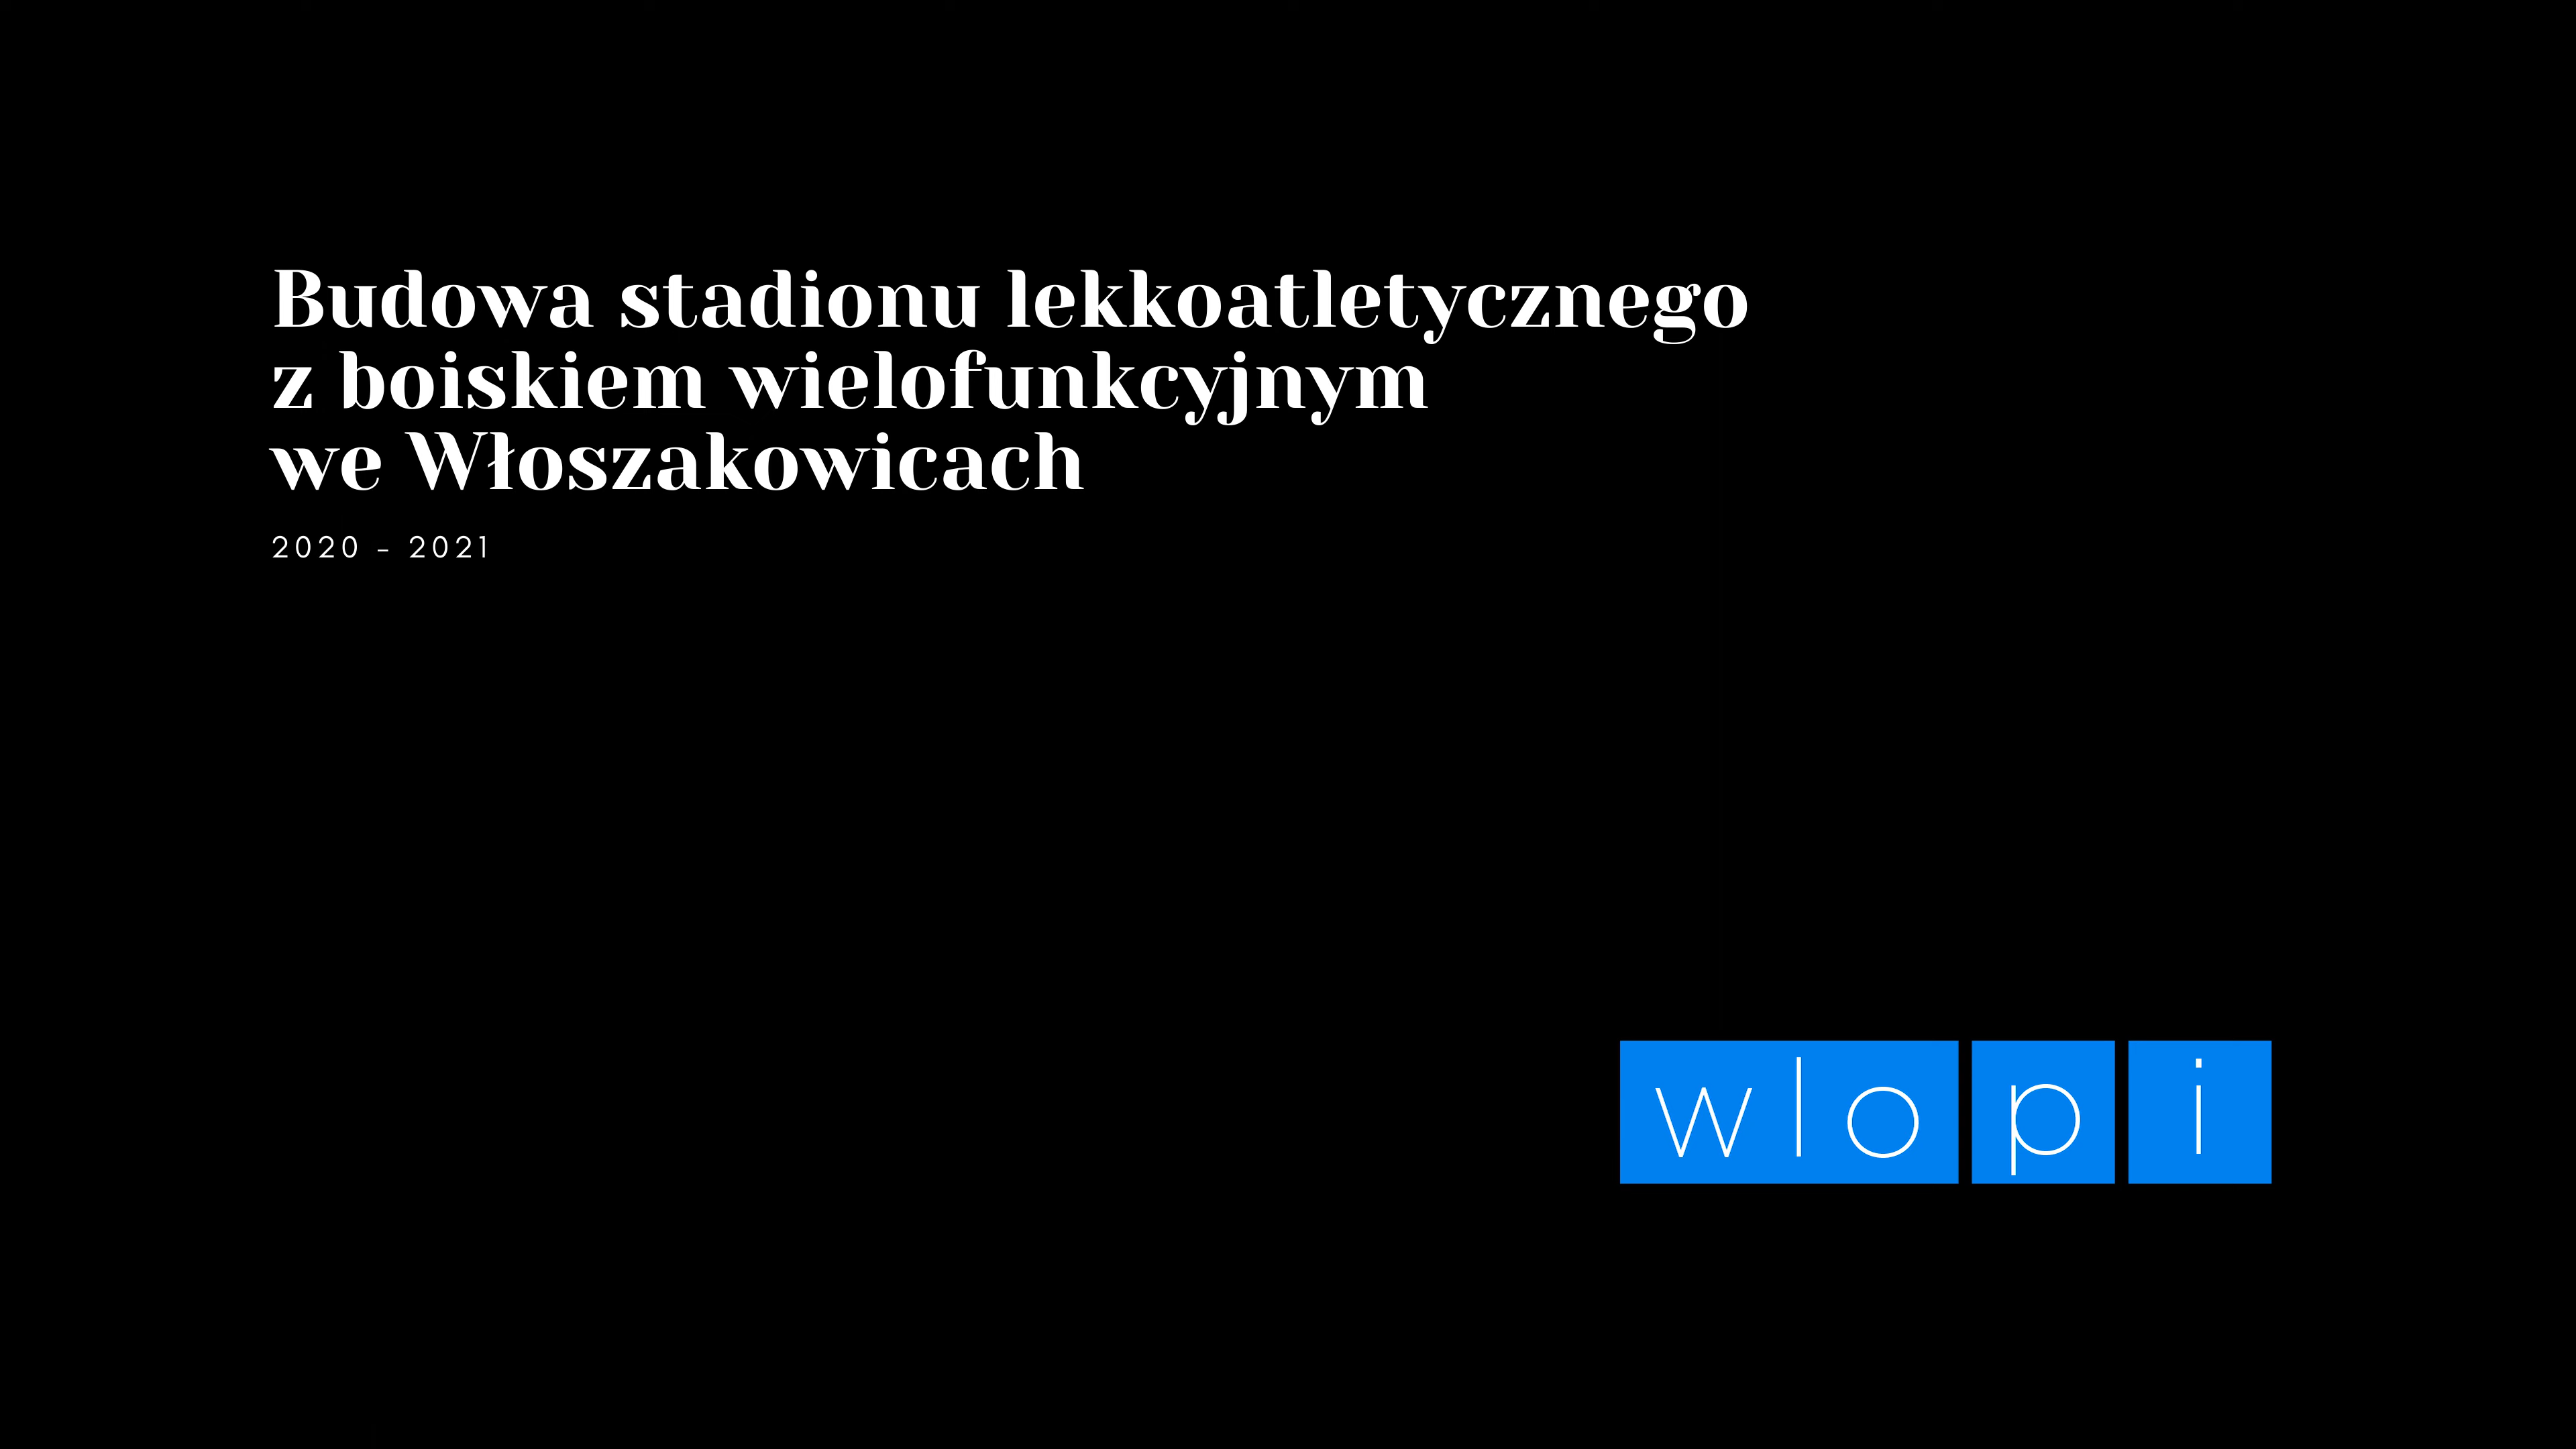 Budowa stadionu lekkoatletycznego
z boiskiem wielofunkcyjnym
we Włoszakowicach
2020 - 2021
wlopi